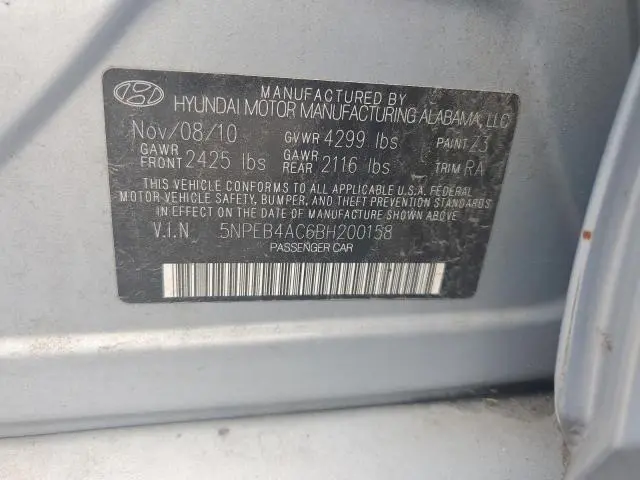 MANUFACTURED BY
HYUNDAI MOTOR MANUFACTURING ALABAMA, LLC
Nov/08/10 GVWR 4299 lbs PAINT 23
GAWR FRONT 2425 lbs GAWR REAR 2116 lbs TRIM RA
THIS VEHICLE CONFORMS TO ALL APPLICABLE U.S.A. FEDERAL
MOTOR VEHICLE SAFETY, BUMPER, AND THEFT PREVENTION STANDARDS
IN EFFECT ON THE DATE OF MANUFACTURE SHOWN ABOVE.
V.I.N 5NPEB4AC6BH200158
PASSENGER CAR